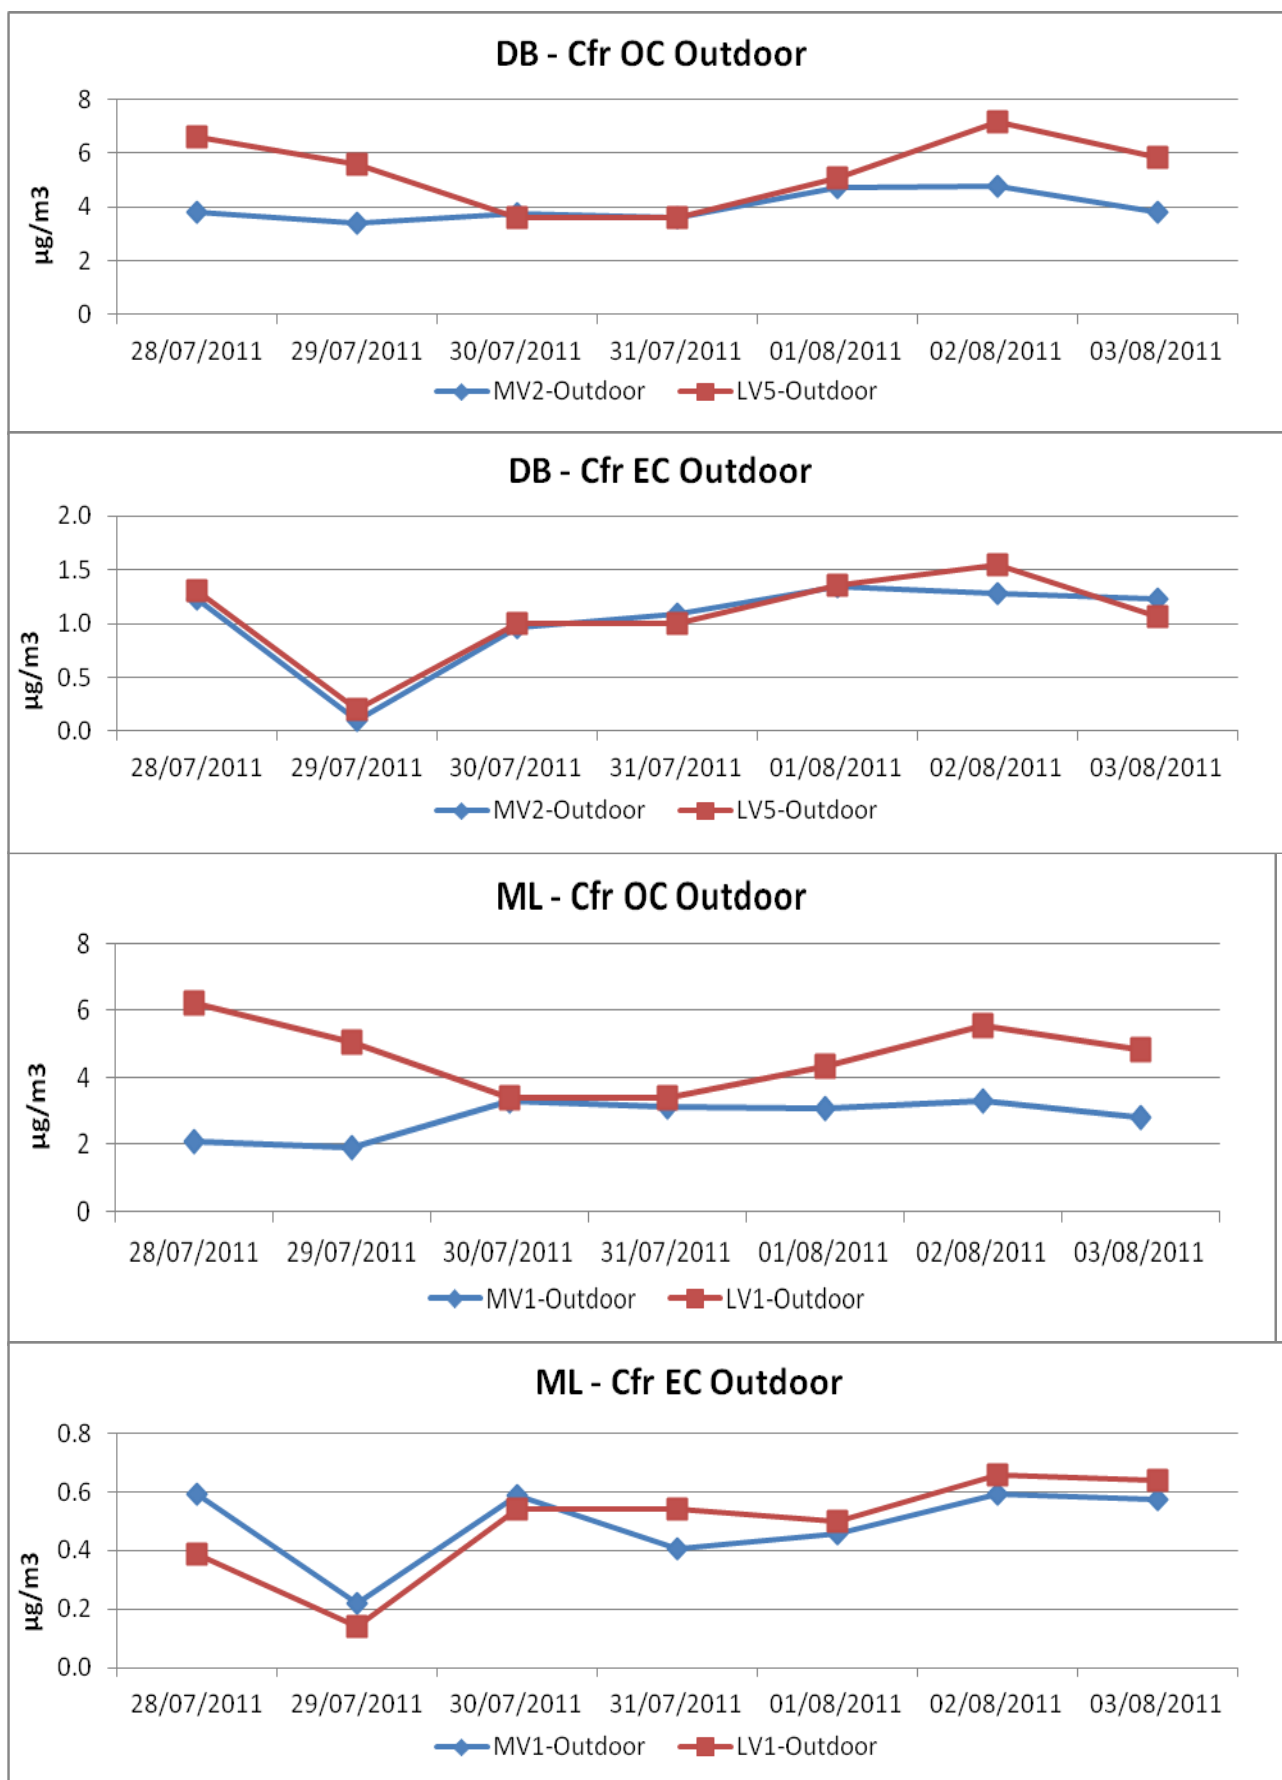 DB - Cfr OC Outdoor
8
6
4
2
0
µg/m3
28/07/2011 29/07/2011 30/07/2011 31/07/2011 01/08/2011 02/08/2011 03/08/2011
MV2-Outdoor LV5-Outdoor
DB - Cfr EC Outdoor
2.0
1.5
1.0
0.5
0.0
µg/m3
28/07/2011 29/07/2011 30/07/2011 31/07/2011 01/08/2011 02/08/2011 03/08/2011
MV2-Outdoor LV5-Outdoor
ML - Cfr OC Outdoor
8
6
4
2
0
µg/m3
28/07/2011 29/07/2011 30/07/2011 31/07/2011 01/08/2011 02/08/2011 03/08/2011
MV1-Outdoor LV1-Outdoor
ML - Cfr EC Outdoor
0.8
0.6
0.4
0.2
0.0
µg/m3
28/07/2011 29/07/2011 30/07/2011 31/07/2011 01/08/2011 02/08/2011 03/08/2011
MV1-Outdoor LV1-Outdoor